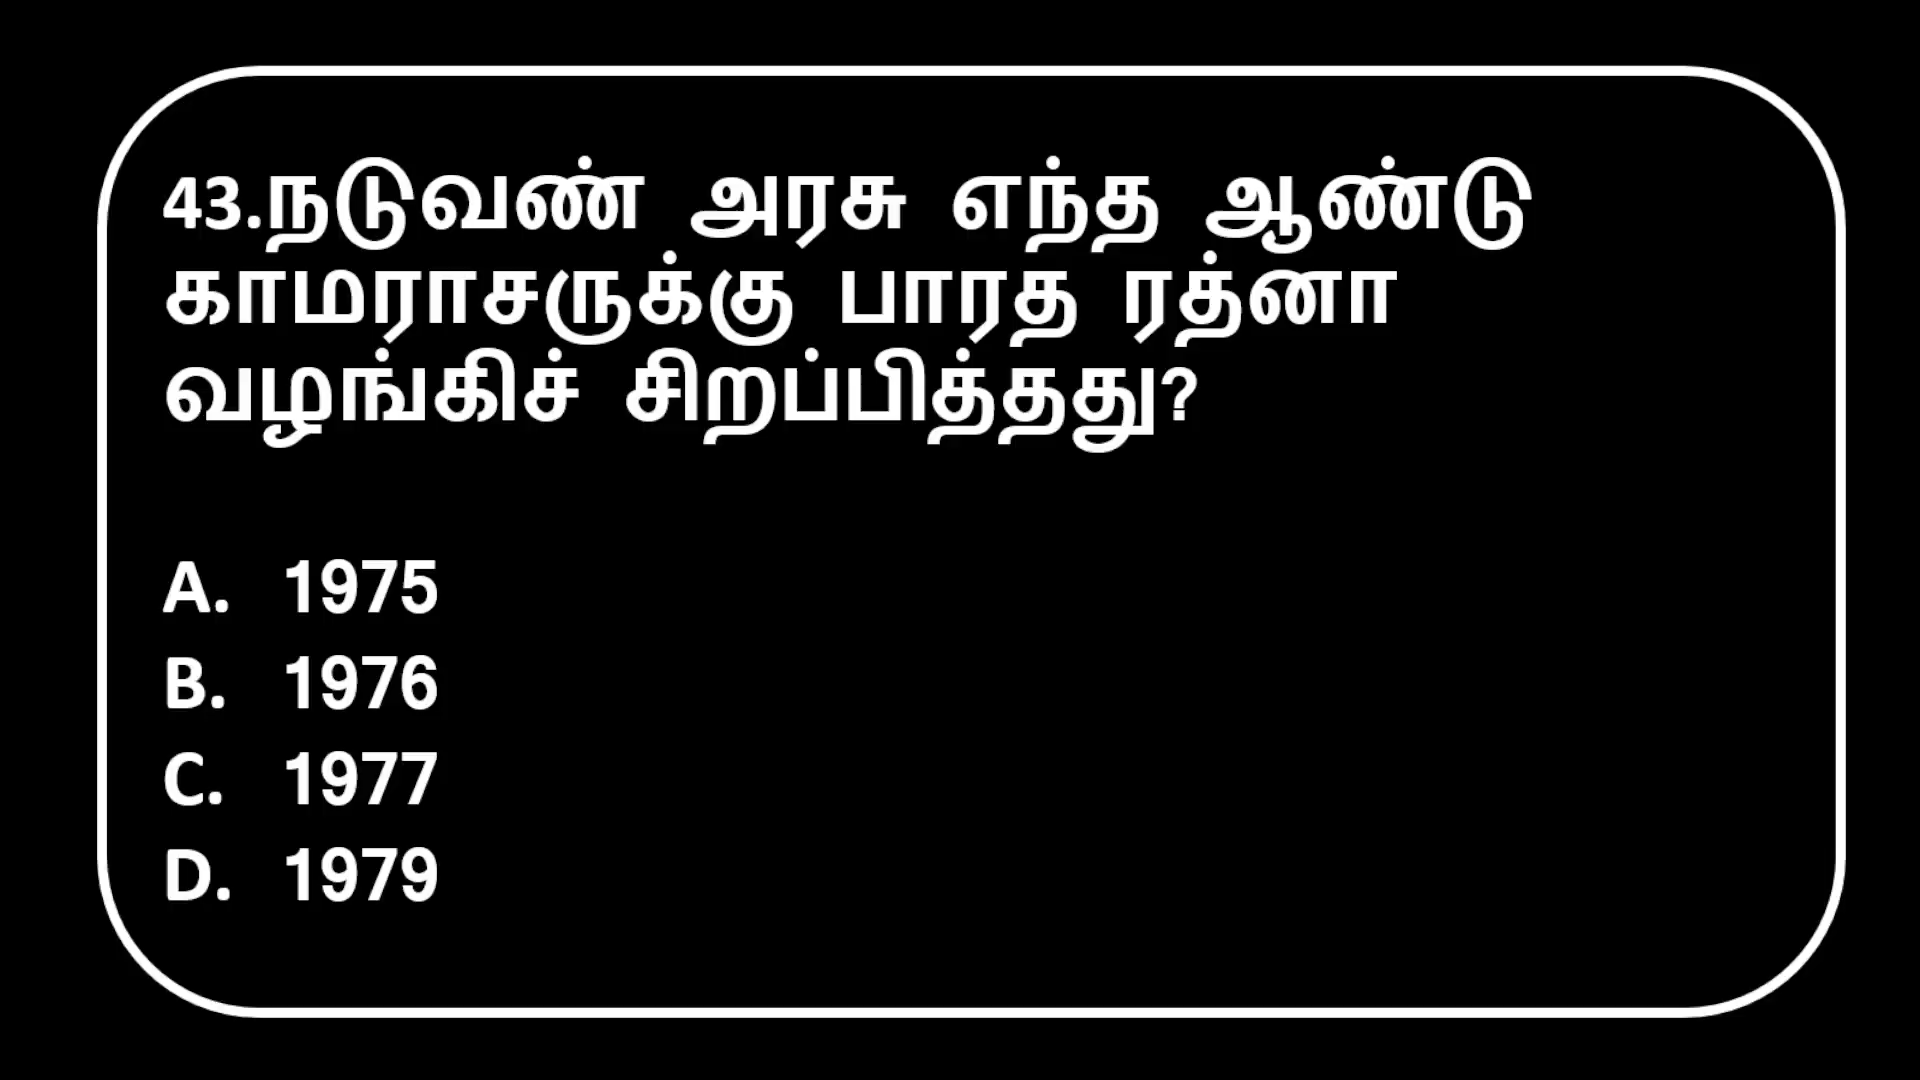 43.நடுவண் அரசு எந்த ஆண்டு
காமராசருக்கு பாரத ரத்னா
வழங்கிச் சிறப்பித்தது?
A. 1975
B. 1976
C. 1977
D. 1979